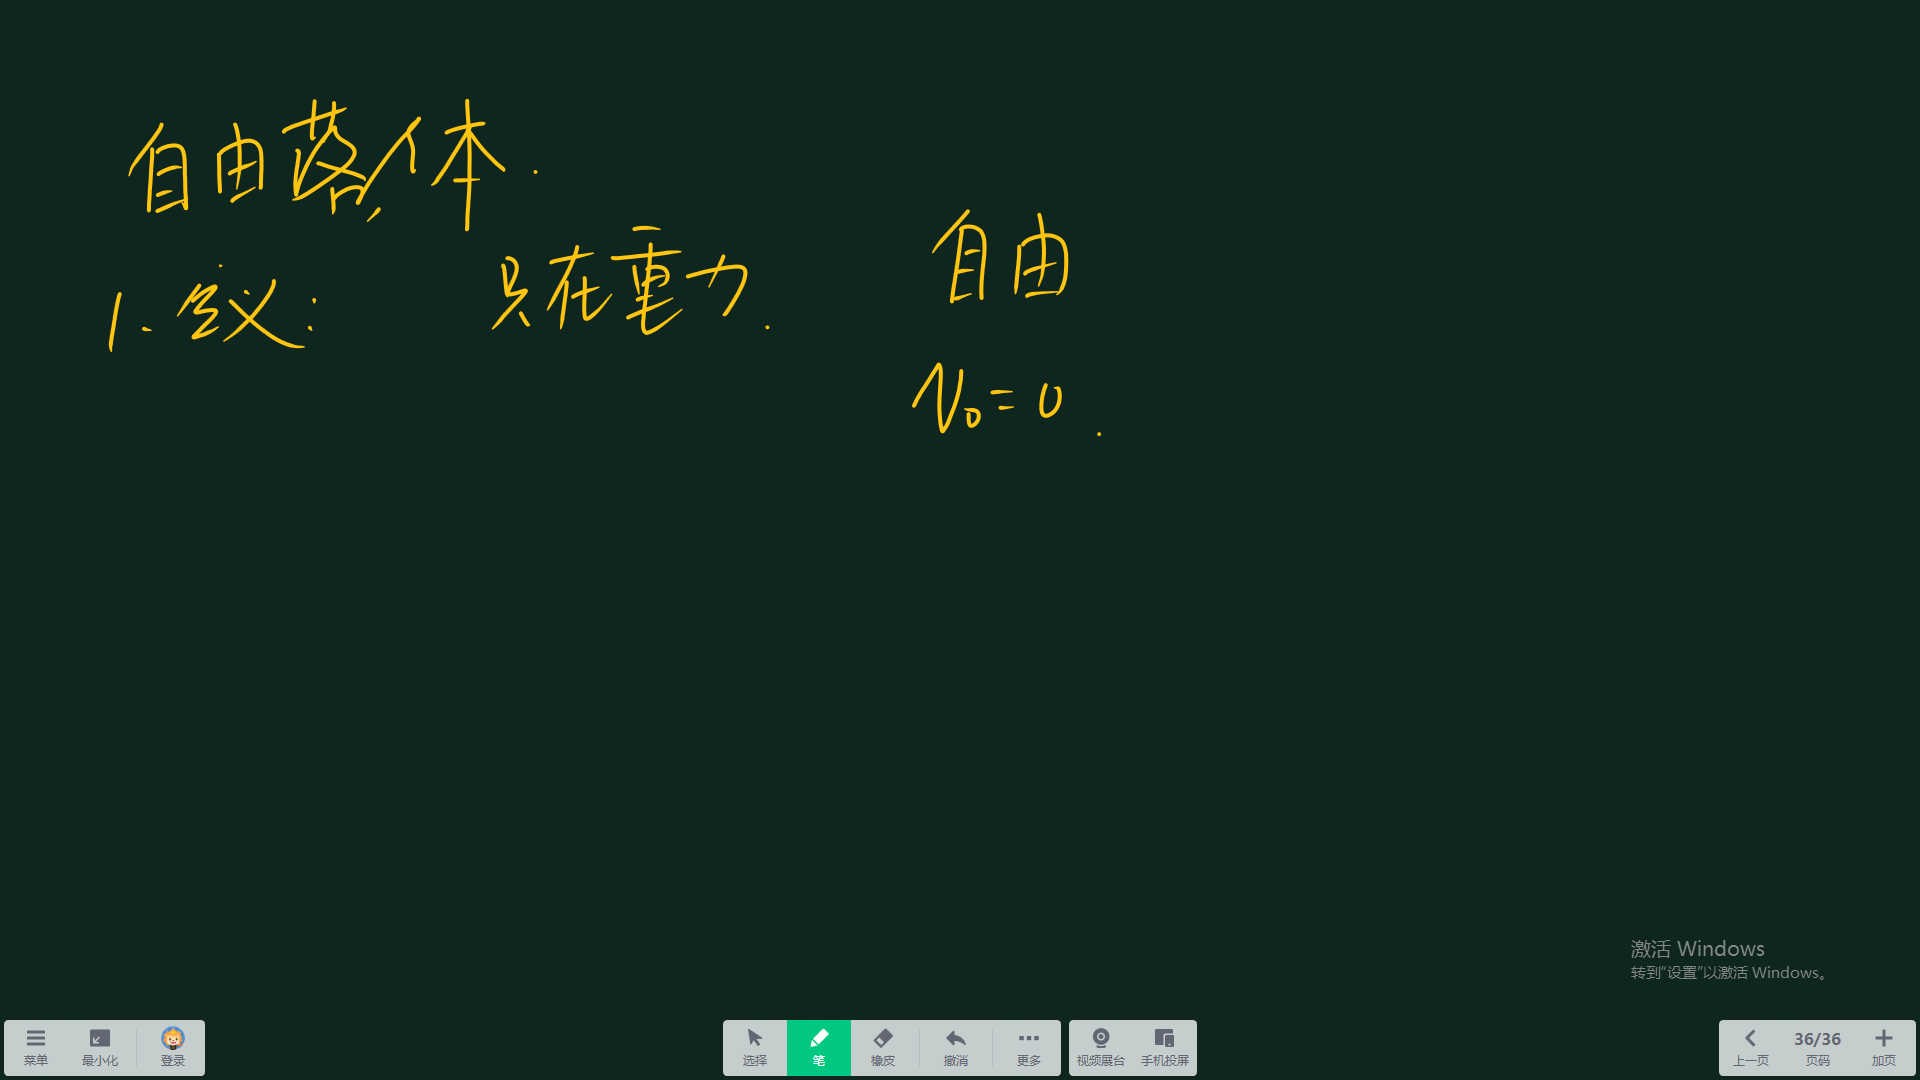 自由落体.
1. 定义: 只在重力. 自由
V₀=0.
激活 Windows
转到“设置”以激活 Windows。
菜单 最小化 登录 选择 笔 橡皮 撤消 更多 视频展台 手机投屏 上一页 36/36 页码 加页